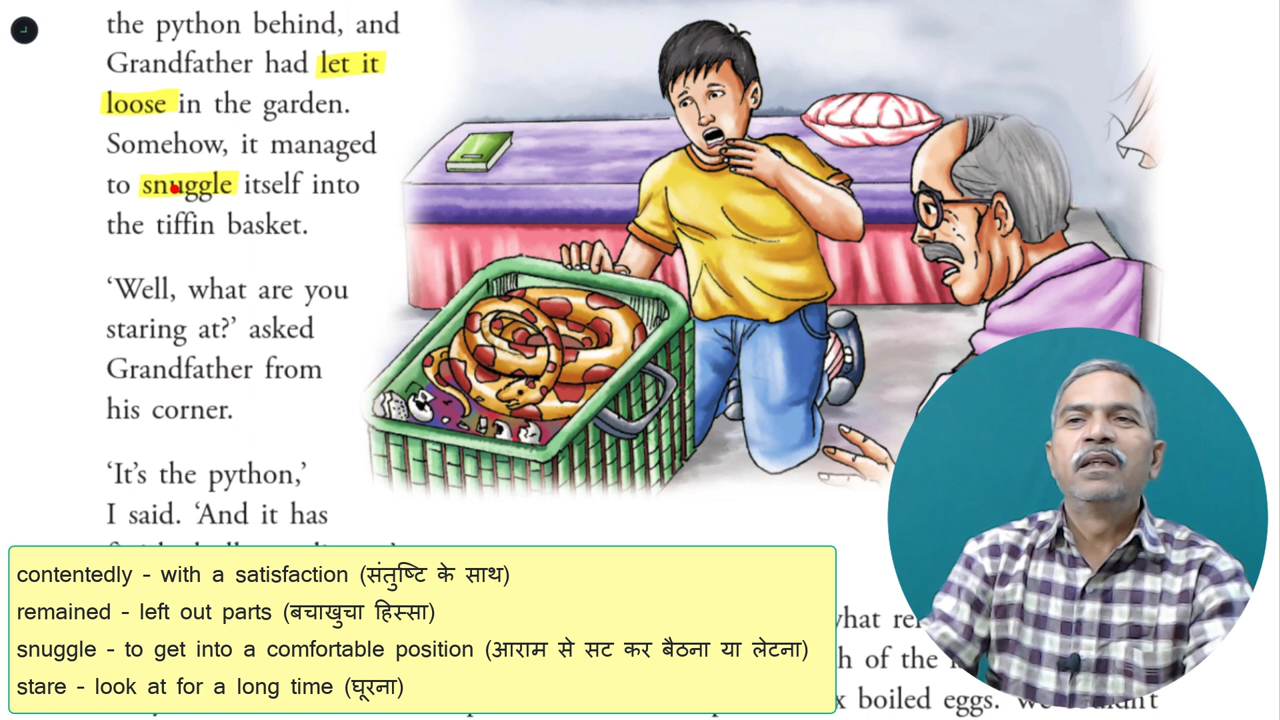 the python behind, and
Grandfather had let it
loose in the garden.
Somehow, it managed
to snuggle itself into
the tiffin basket.
‘Well, what are you
staring at?’ asked
Grandfather from
his corner.
‘It’s the python,’
I said. ‘And it has
contentedly - with a satisfaction (संतुष्टि के साथ)
remained - left out parts (बचाखुचा हिस्सा)
snuggle - to get into a comfortable position (आराम से सट कर बैठना या लेटना)
stare - look at for a long time (घूरना)
of the
boiled eggs.